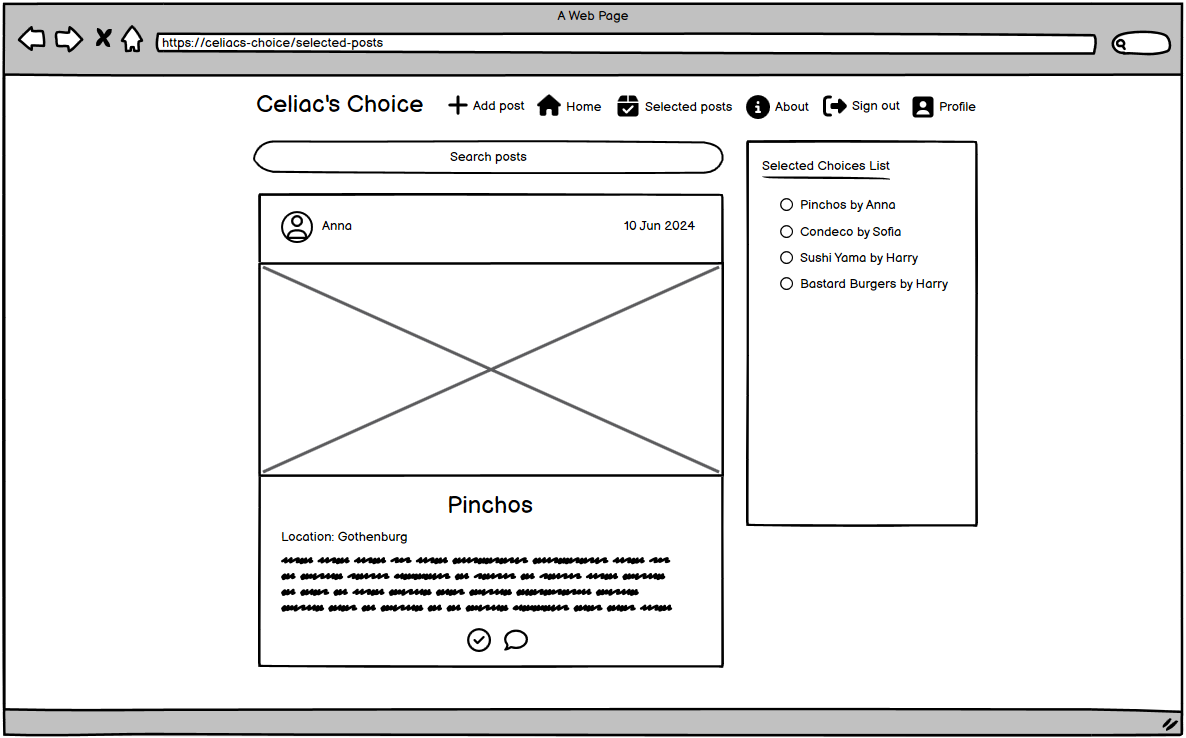 A Web Page
https://celiacs-choice/selected-posts
Celiac's Choice
Add post
Home
Selected posts
About
Sign out
Profile
Search posts
Anna
10 Jun 2024
Pinchos
Location: Gothenburg
Selected Choices List
Pinchos by Anna
Condeco by Sofia
Sushi Yama by Harry
Bastard Burgers by Harry